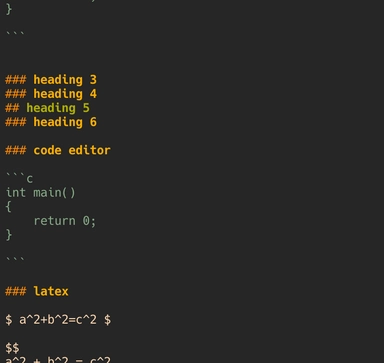 }
```
### heading 3
### heading 4
## heading 5
### heading 6
### code editor
```c
int main()
{
    return 0;
}
```
### latex
$ a^2+b^2=c^2 $
$$
a^2 + b^2 = c^2